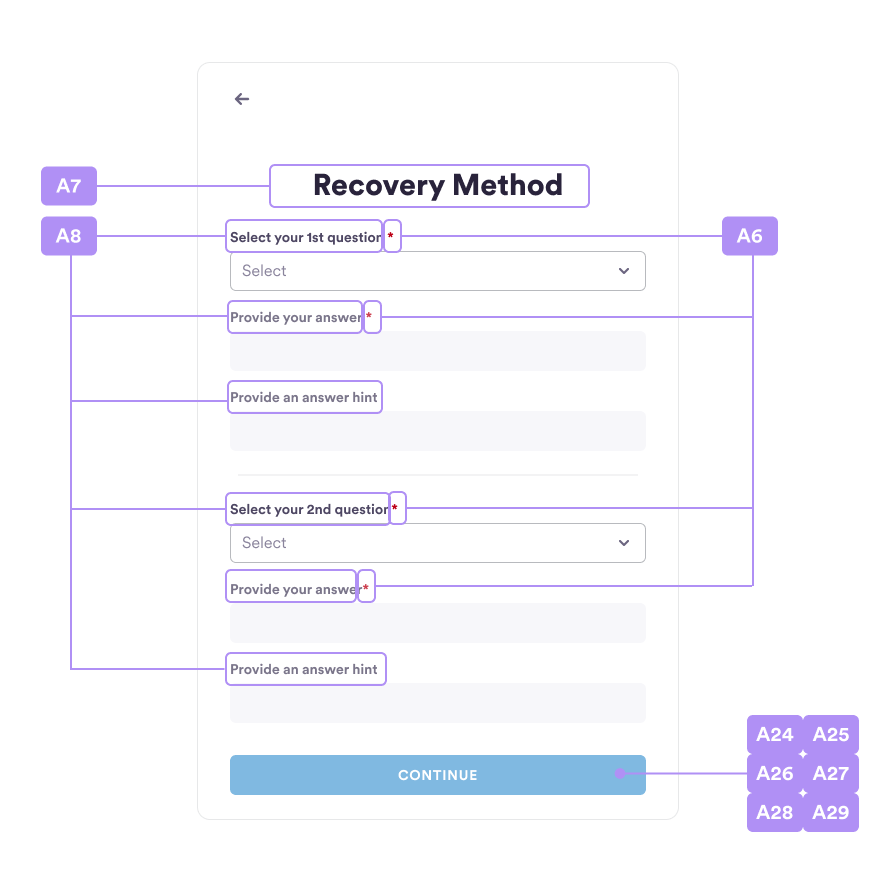 A7
Recovery Method
A8
Select your 1st question *
A6
Select
Provide your answer *
Provide an answer hint
Select your 2nd question *
Select
Provide your answer*
Provide an answer hint
A24 A25
CONTINUE
A26 A27
A28 A29